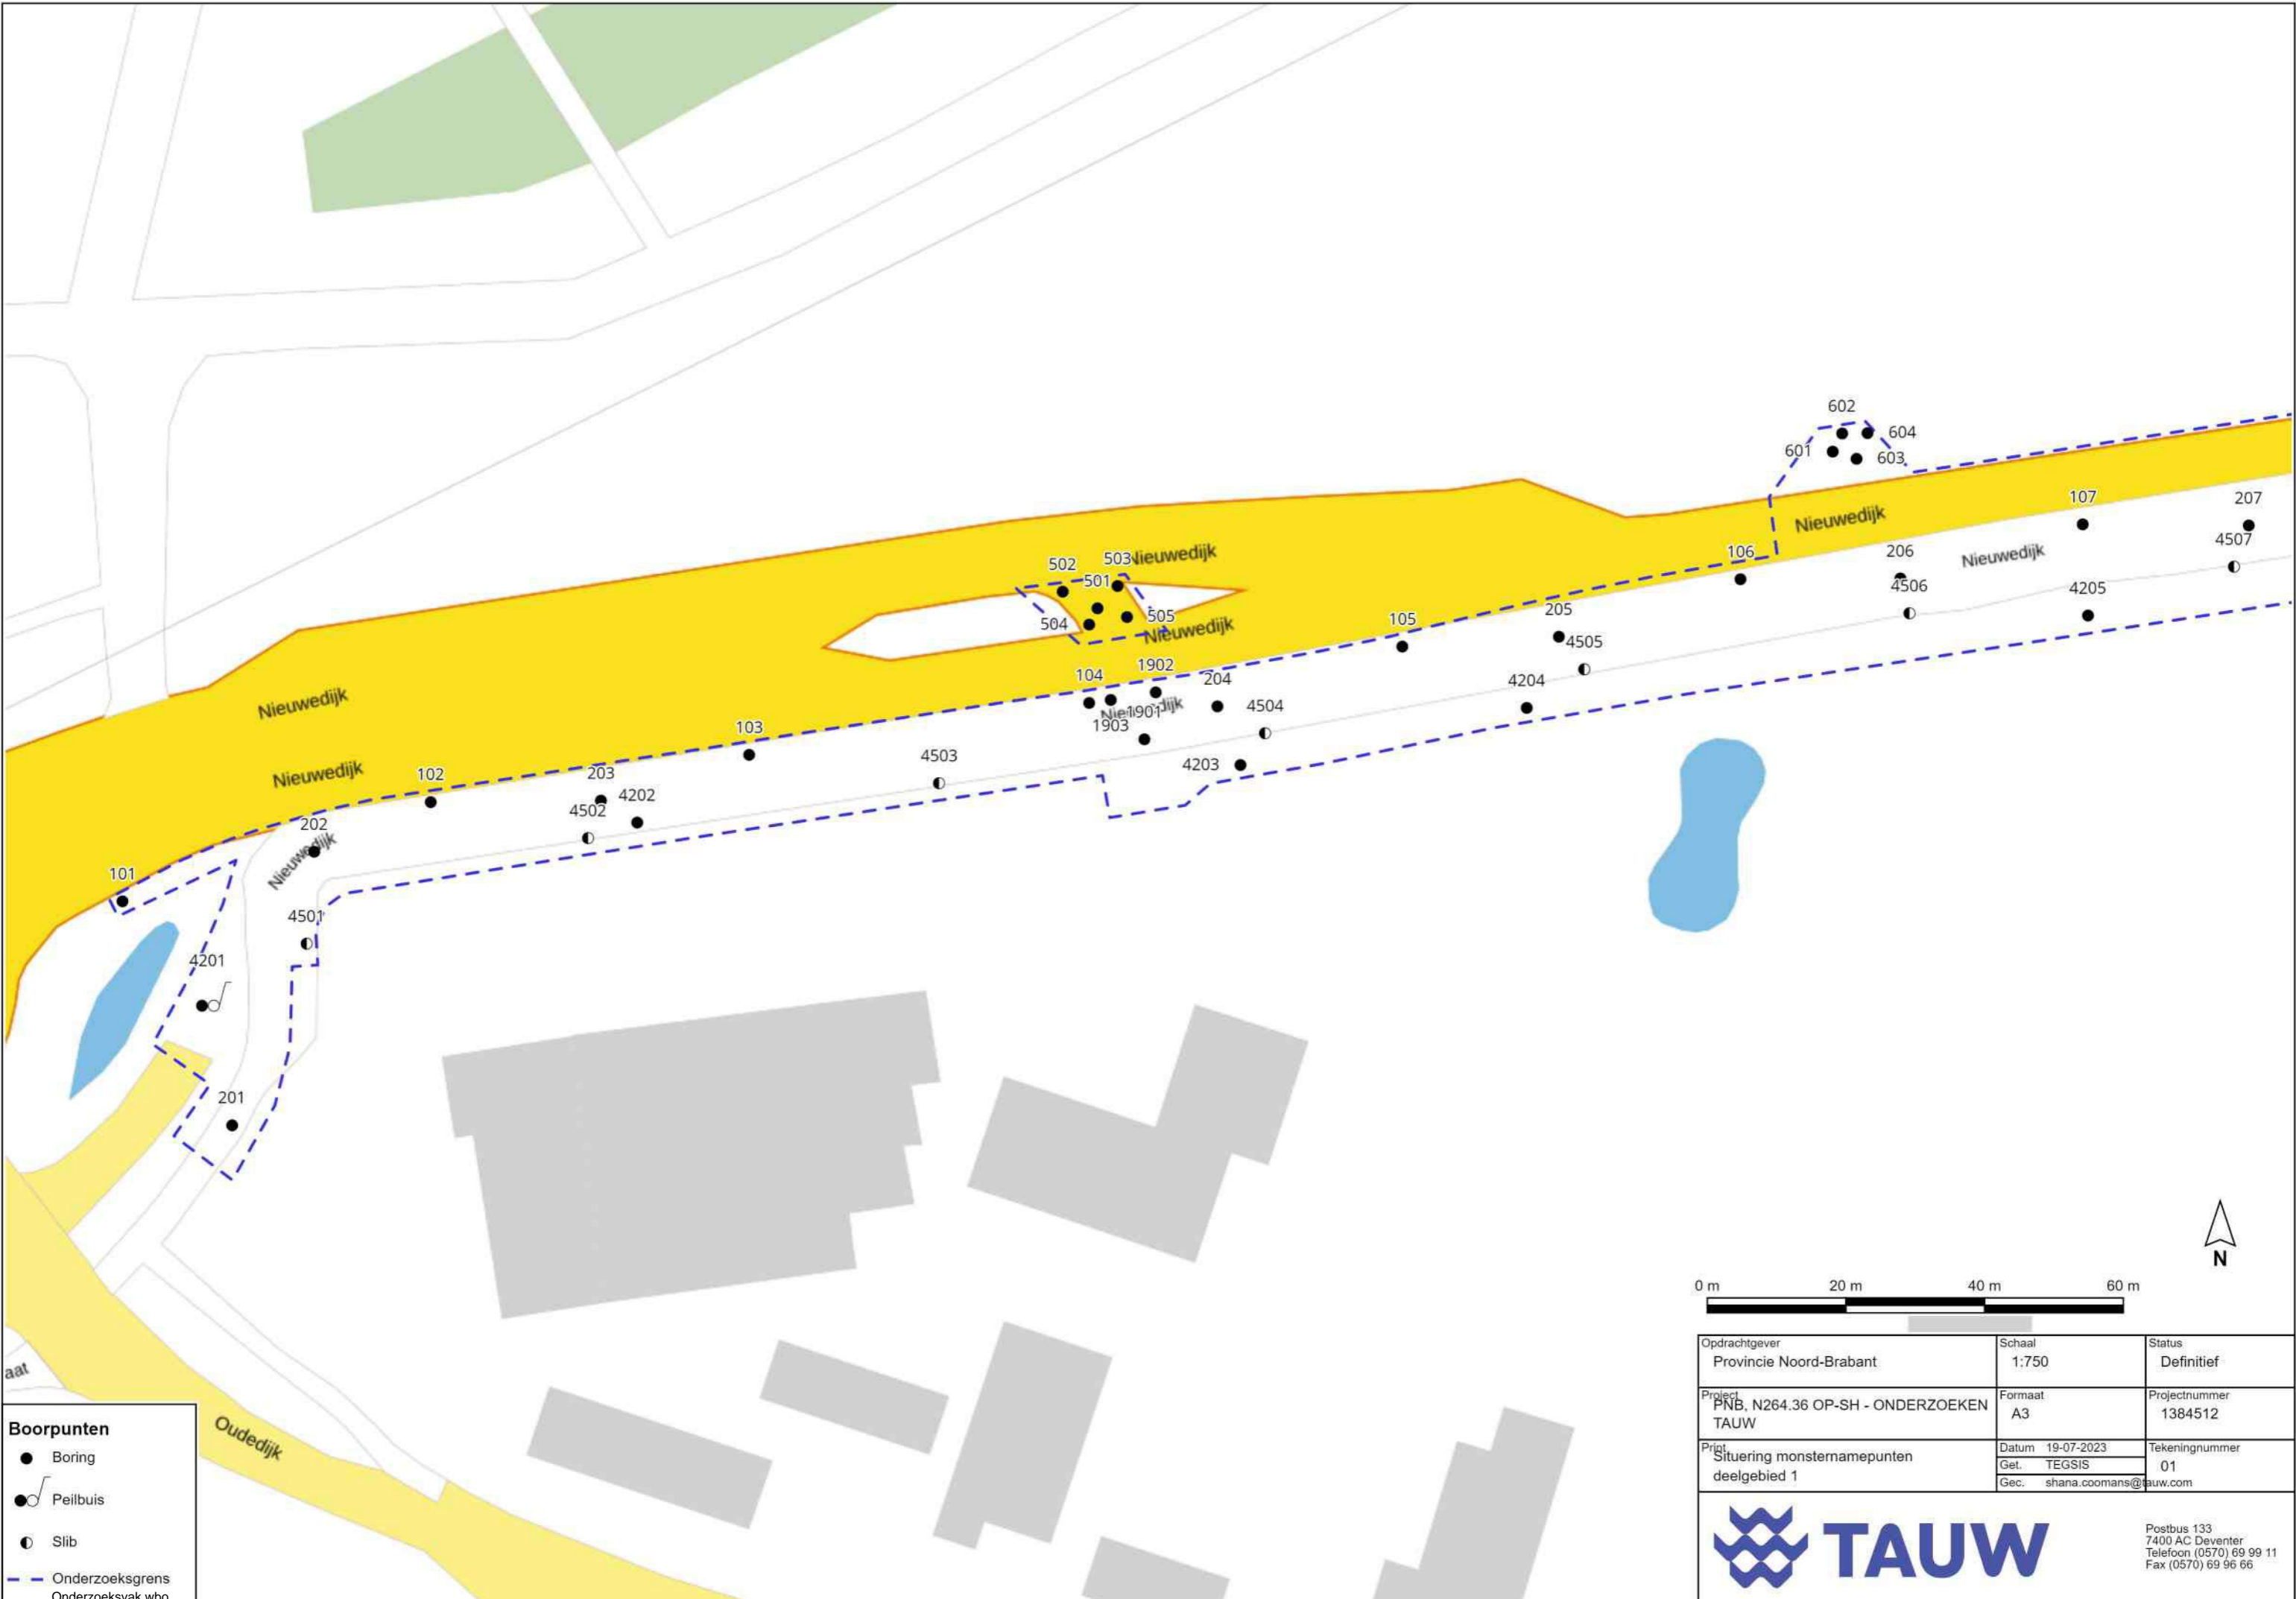 602
604
601
603
107
207
Nieuwedijk
106
206
Nieuwedijk
4507
503
Nieuwedijk
502
501
4506
4205
505
504
Nieuwedijk
105
205
4505
1902
104
204
4204
Nieuwedijk
1901
4504
1903
Nieuwedijk
103
4503
4203
Nieuwedijk
102
203
4202
4502
202
Nieuwedijk
101
4501
4201
201
N
0 m 20 m 40 m 60 m
aat
Oudedijk
Boorpunten
Boring
Peilbuis
Slib
Onderzoeksgrens
Onderzoeksvak wbo
Opdrachtgever
Provincie Noord-Brabant
Schaal
1:750
Status
Definitief
Project
PNB, N264.36 OP-SH - ONDERZOEKEN
TAUW
Formaat
A3
Projectnummer
1384512
Print
Situering monsternamepunten
deelgebied 1
Datum 19-07-2023
Get. TEGSIS
Gec. shana.coomans@tauw.com
Tekeningnummer
01
TAUW
Postbus 133
7400 AC Deventer
Telefoon (0570) 69 99 11
Fax (0570) 69 96 66